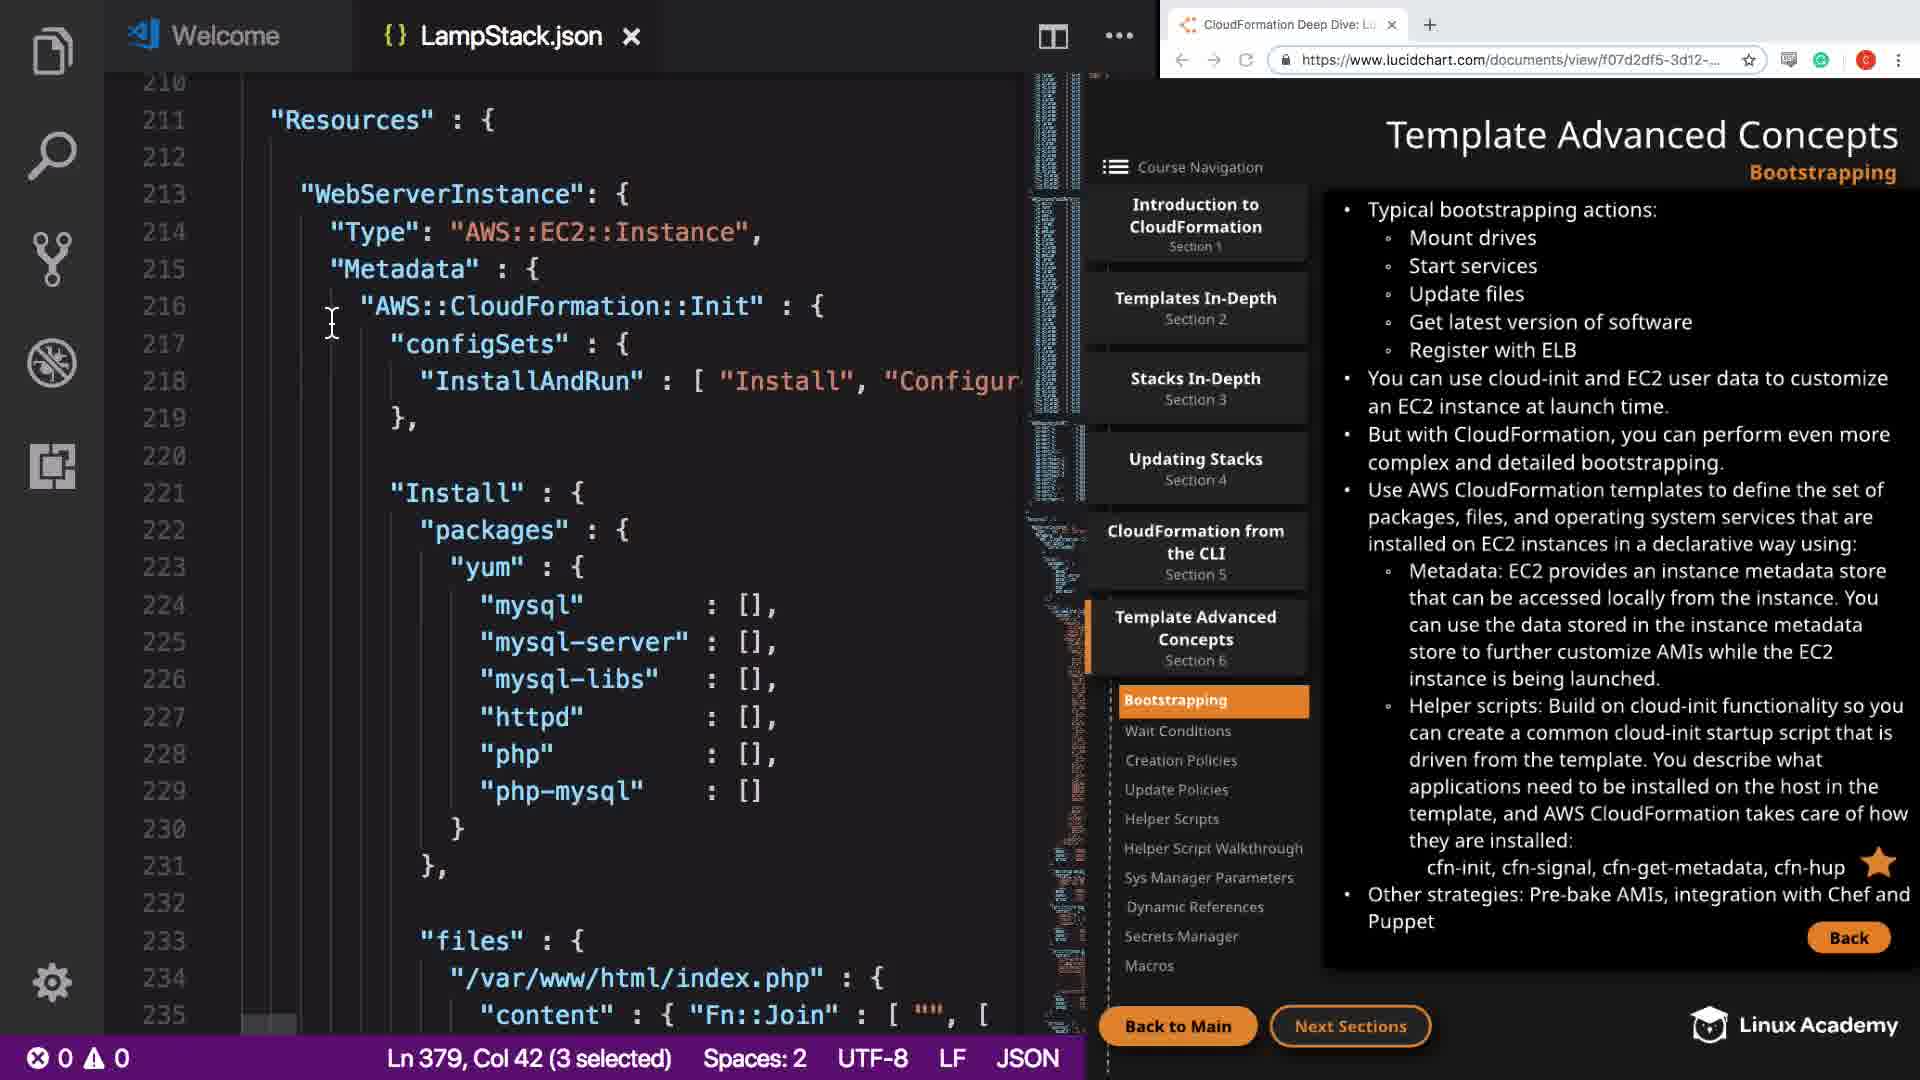 Welcome
{} LampStack.json
210
211 "Resources" : {
212
213 "WebServerInstance": {
214 "Type": "AWS::EC2::Instance",
215 "Metadata" : {
216 "AWS::CloudFormation::Init" : {
217 "configSets" : {
218 "InstallAndRun" : [ "Install", "Configur
219 },
220
221 "Install" : {
222 "packages" : {
223 "yum" : {
224 "mysql" : [],
225 "mysql-server" : [],
226 "mysql-libs" : [],
227 "httpd" : [],
228 "php" : [],
229 "php-mysql" : []
230 }
231 },
232
233 "files" : {
234 "/var/www/html/index.php" : {
235 "content" : { "Fn::Join" : [ "", [
0 0 Ln 379, Col 42 (3 selected) Spaces: 2 UTF-8 LF JSON
CloudFormation Deep Dive: Lu
https://www.lucidchart.com/documents/view/f07d2df5-3d12-...
C
Template Advanced Concepts
Bootstrapping
Course Navigation
Introduction to
CloudFormation
Section 1
Templates In-Depth
Section 2
Stacks In-Depth
Section 3
Updating Stacks
Section 4
CloudFormation from
the CLI
Section 5
Template Advanced
Concepts
Section 6
Bootstrapping
Wait Conditions
Creation Policies
Update Policies
Helper Scripts
Helper Script Walkthrough
Sys Manager Parameters
Dynamic References
Secrets Manager
Macros
Back to Main
Next Sections
• Typical bootstrapping actions:
◦ Mount drives
◦ Start services
◦ Update files
◦ Get latest version of software
◦ Register with ELB
• You can use cloud-init and EC2 user data to customize
an EC2 instance at launch time.
• But with CloudFormation, you can perform even more
complex and detailed bootstrapping.
• Use AWS CloudFormation templates to define the set of
packages, files, and operating system services that are
installed on EC2 instances in a declarative way using:
◦ Metadata: EC2 provides an instance metadata store
that can be accessed locally from the instance. You
can use the data stored in the instance metadata
store to further customize AMIs while the EC2
instance is being launched.
◦ Helper scripts: Build on cloud-init functionality so you
can create a common cloud-init startup script that is
driven from the template. You describe what
applications need to be installed on the host in the
template, and AWS CloudFormation takes care of how
they are installed:
cfn-init, cfn-signal, cfn-get-metadata, cfn-hup
• Other strategies: Pre-bake AMIs, integration with Chef and
Puppet
Back
Linux Academy